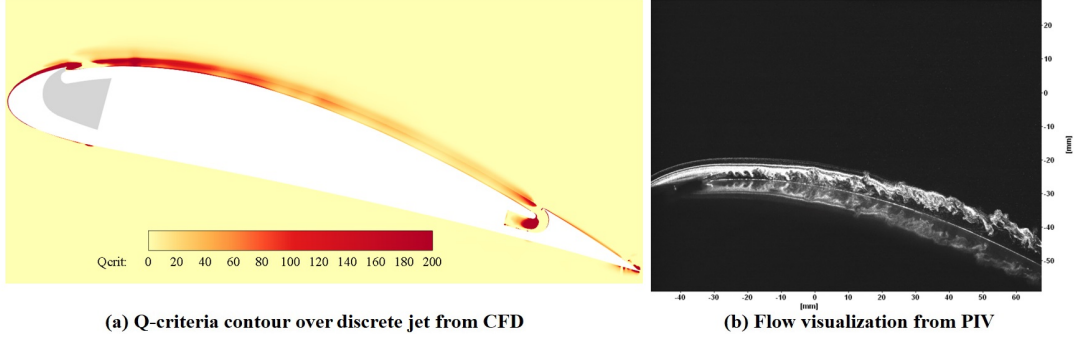 Qcrit: 0 20 40 60 80 100 120 140 160 180 200
20
10
0
-10
-20
-30
-40
-50
[mm]
-40 -20 0 10 20 30 40 50 60
[mm]
(a) Q-criteria contour over discrete jet from CFD
(b) Flow visualization from PIV